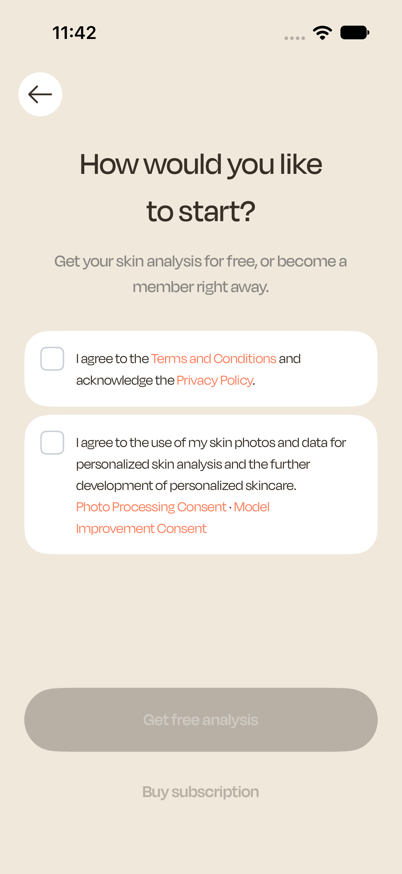 11:42
How would you like
to start?
Get your skin analysis for free, or become a
member right away.
I agree to the Terms and Conditions and
acknowledge the Privacy Policy.
I agree to the use of my skin photos and data for
personalized skin analysis and the further
development of personalized skincare.
Photo Processing Consent · Model
Improvement Consent
Get free analysis
Buy subscription